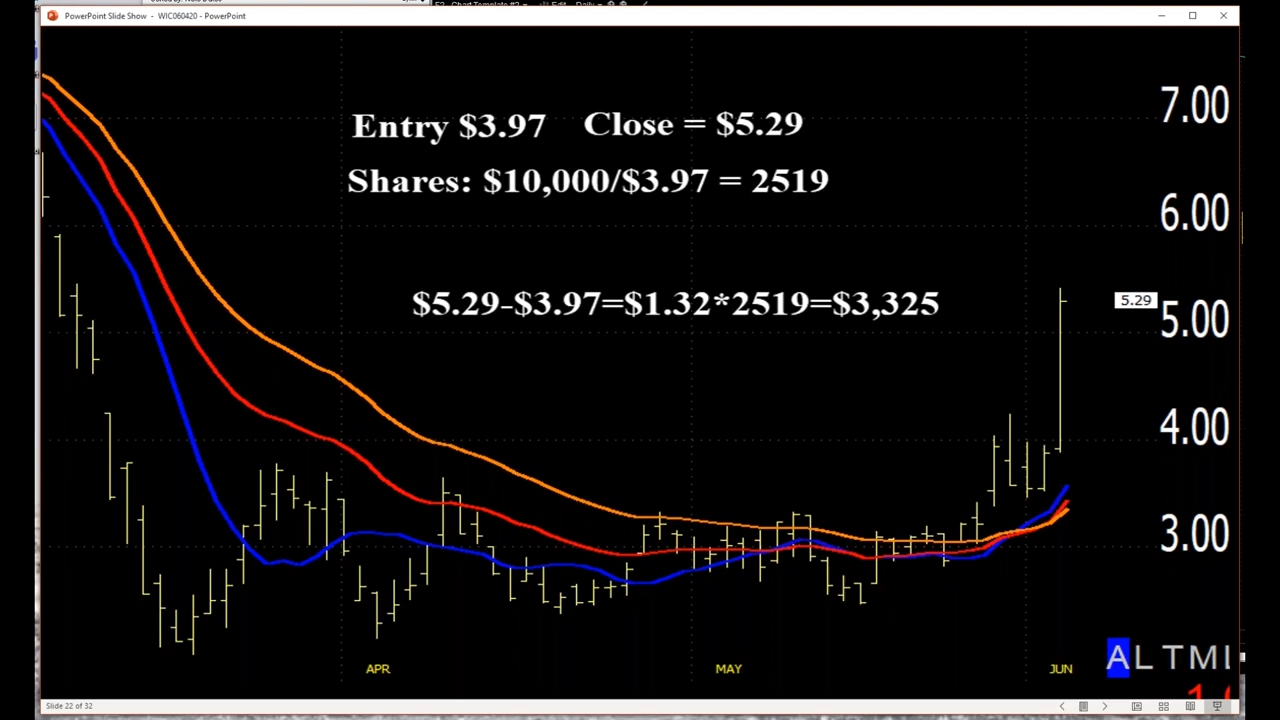 PowerPoint Slide Show - WIC060420 - PowerPoint
Entry $3.97 Close = $5.29
7.00
Shares: $10,000/$3.97 = 2519
6.00
$5.29-$3.97=$1.32*2519=$3,325
5.29
5.00
4.00
3.00
ALTML
APR MAY JUN
Slide 22 of 32